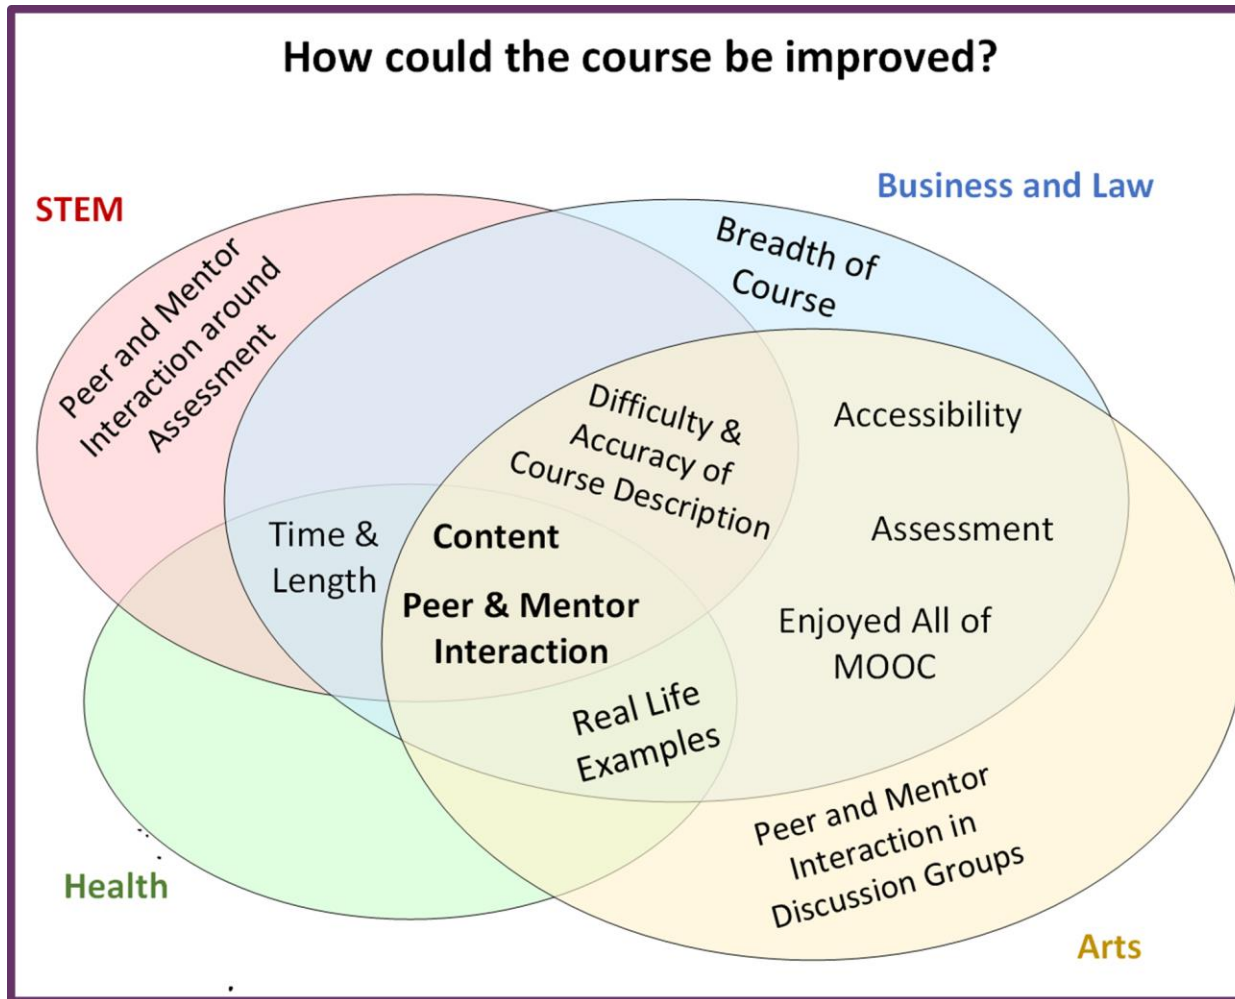 How could the course be improved?
STEM
Business and Law
Peer and Mentor
Interaction around
Assessment
Breadth of
Course
Difficulty &
Accuracy of
Course Description
Accessibility
Assessment
Enjoyed All of
MOOC
Time &
Length
Content
Peer & Mentor
Interaction
Real Life
Examples
Peer and Mentor
Interaction in
Discussion Groups
Health
Arts